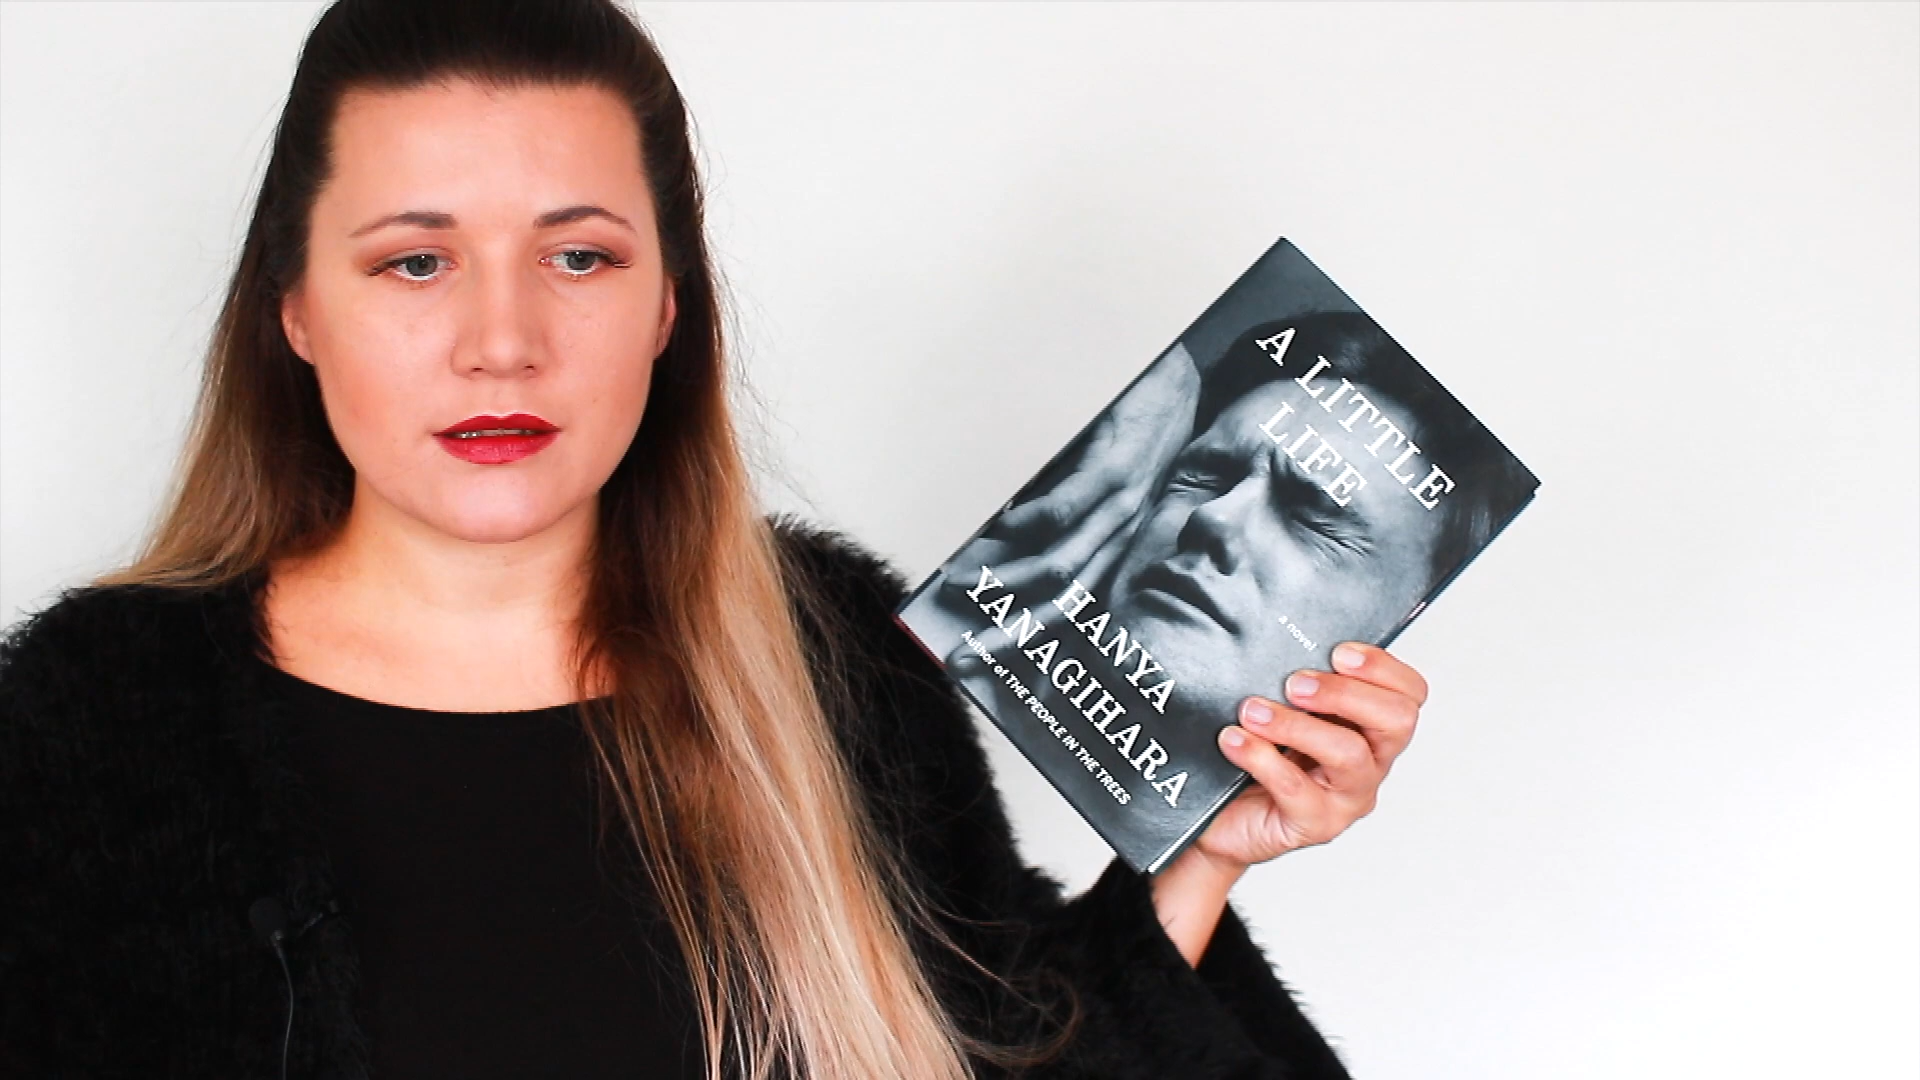 A LITTLE
LIFE
a novel
HANYA
YANAGIHARA
Author of THE PEOPLE IN THE TREES